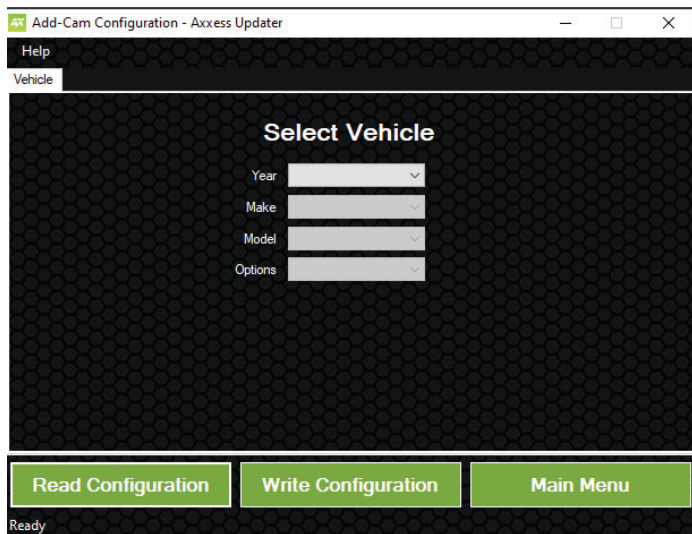 AX Add-Cam Configuration - Axxess Updater
Help
Vehicle
Select Vehicle
Year
Make
Model
Options
Read Configuration Write Configuration Main Menu
Ready